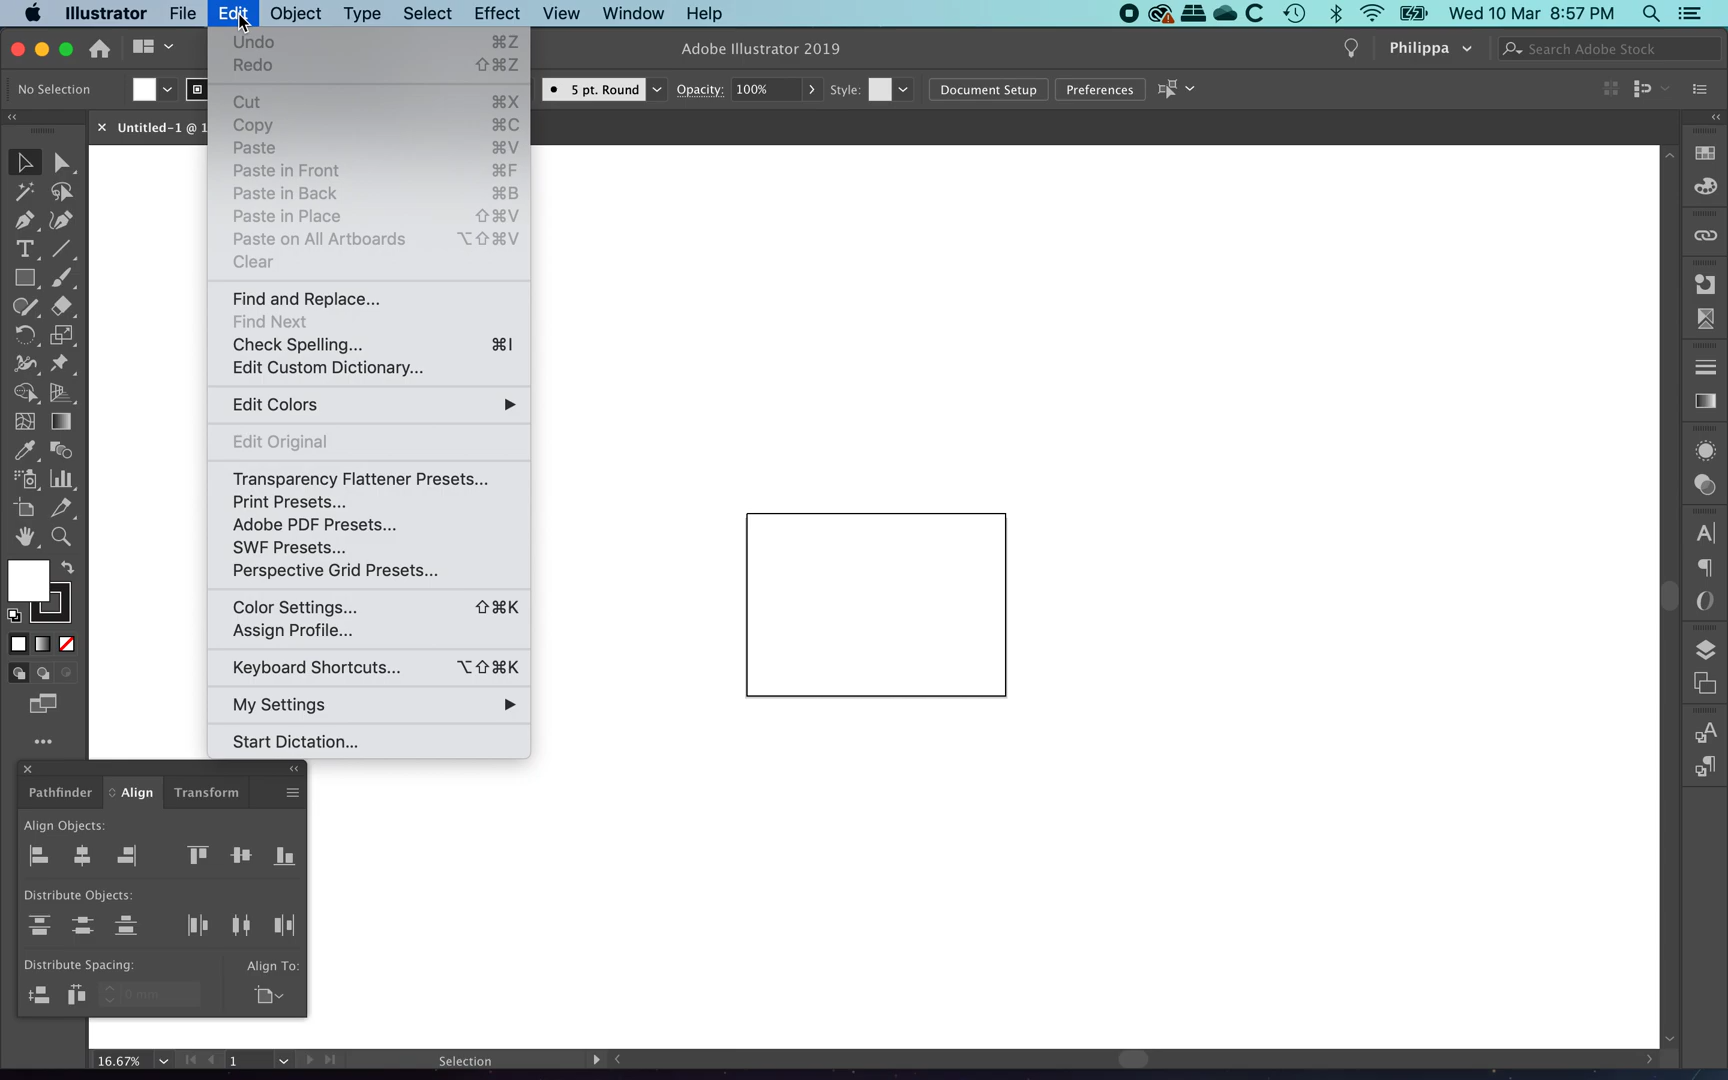 Illustrator File Edit Object Type Select Effect View Window Help
Wed 10 Mar 8:57 PM
Adobe Illustrator 2019
Philippa
Search Adobe Stock
No Selection
5 pt. Round
Opacity: 100%
Style:
Document Setup
Preferences
× Untitled-1 @ 1
Undo ⌘Z
Redo ⇧⌘Z
Cut ⌘X
Copy ⌘C
Paste ⌘V
Paste in Front ⌘F
Paste in Back ⌘B
Paste in Place ⇧⌘V
Paste on All Artboards ⌥⇧⌘V
Clear
Find and Replace...
Find Next
Check Spelling... ⌘I
Edit Custom Dictionary...
Edit Colors
Edit Original
Transparency Flattener Presets...
Print Presets...
Adobe PDF Presets...
SWF Presets...
Perspective Grid Presets...
Color Settings... ⇧⌘K
Assign Profile...
Keyboard Shortcuts... ⌥⇧⌘K
My Settings
Start Dictation...
Pathfinder Align Transform
Align Objects:
Distribute Objects:
Distribute Spacing: Align To:
0 mm
16.67% 1 Selection